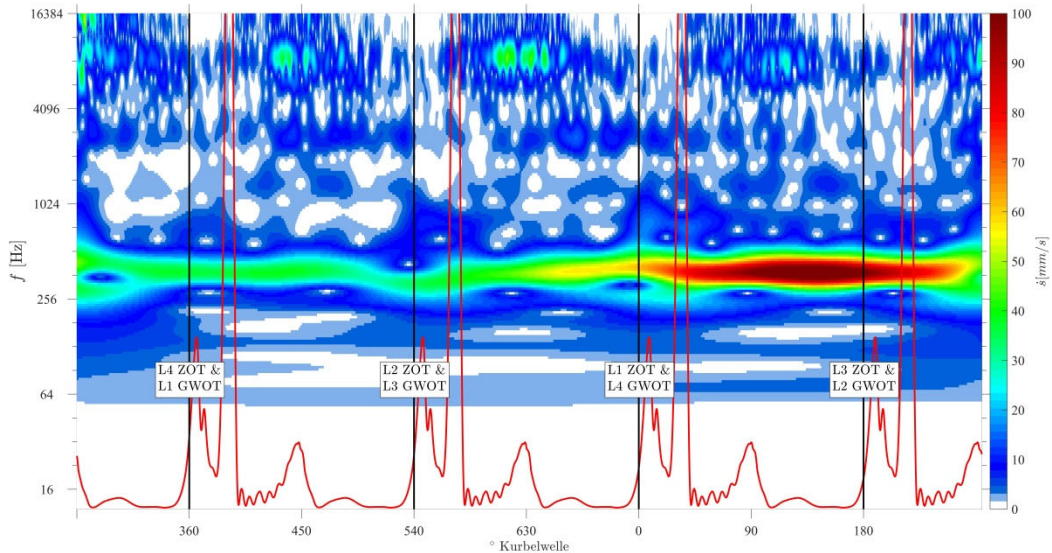 16384
4096
1024
256
64
16
f [Hz]
L4 ZOT &
L1 GWOT
L2 ZOT &
L3 GWOT
L1 ZOT &
L4 GWOT
L3 ZOT &
L2 GWOT
360
450
540
630
0
90
180
° Kurbelwelle
100
90
80
70
60
50
40
30
20
10
0
ṡ[mm/s]